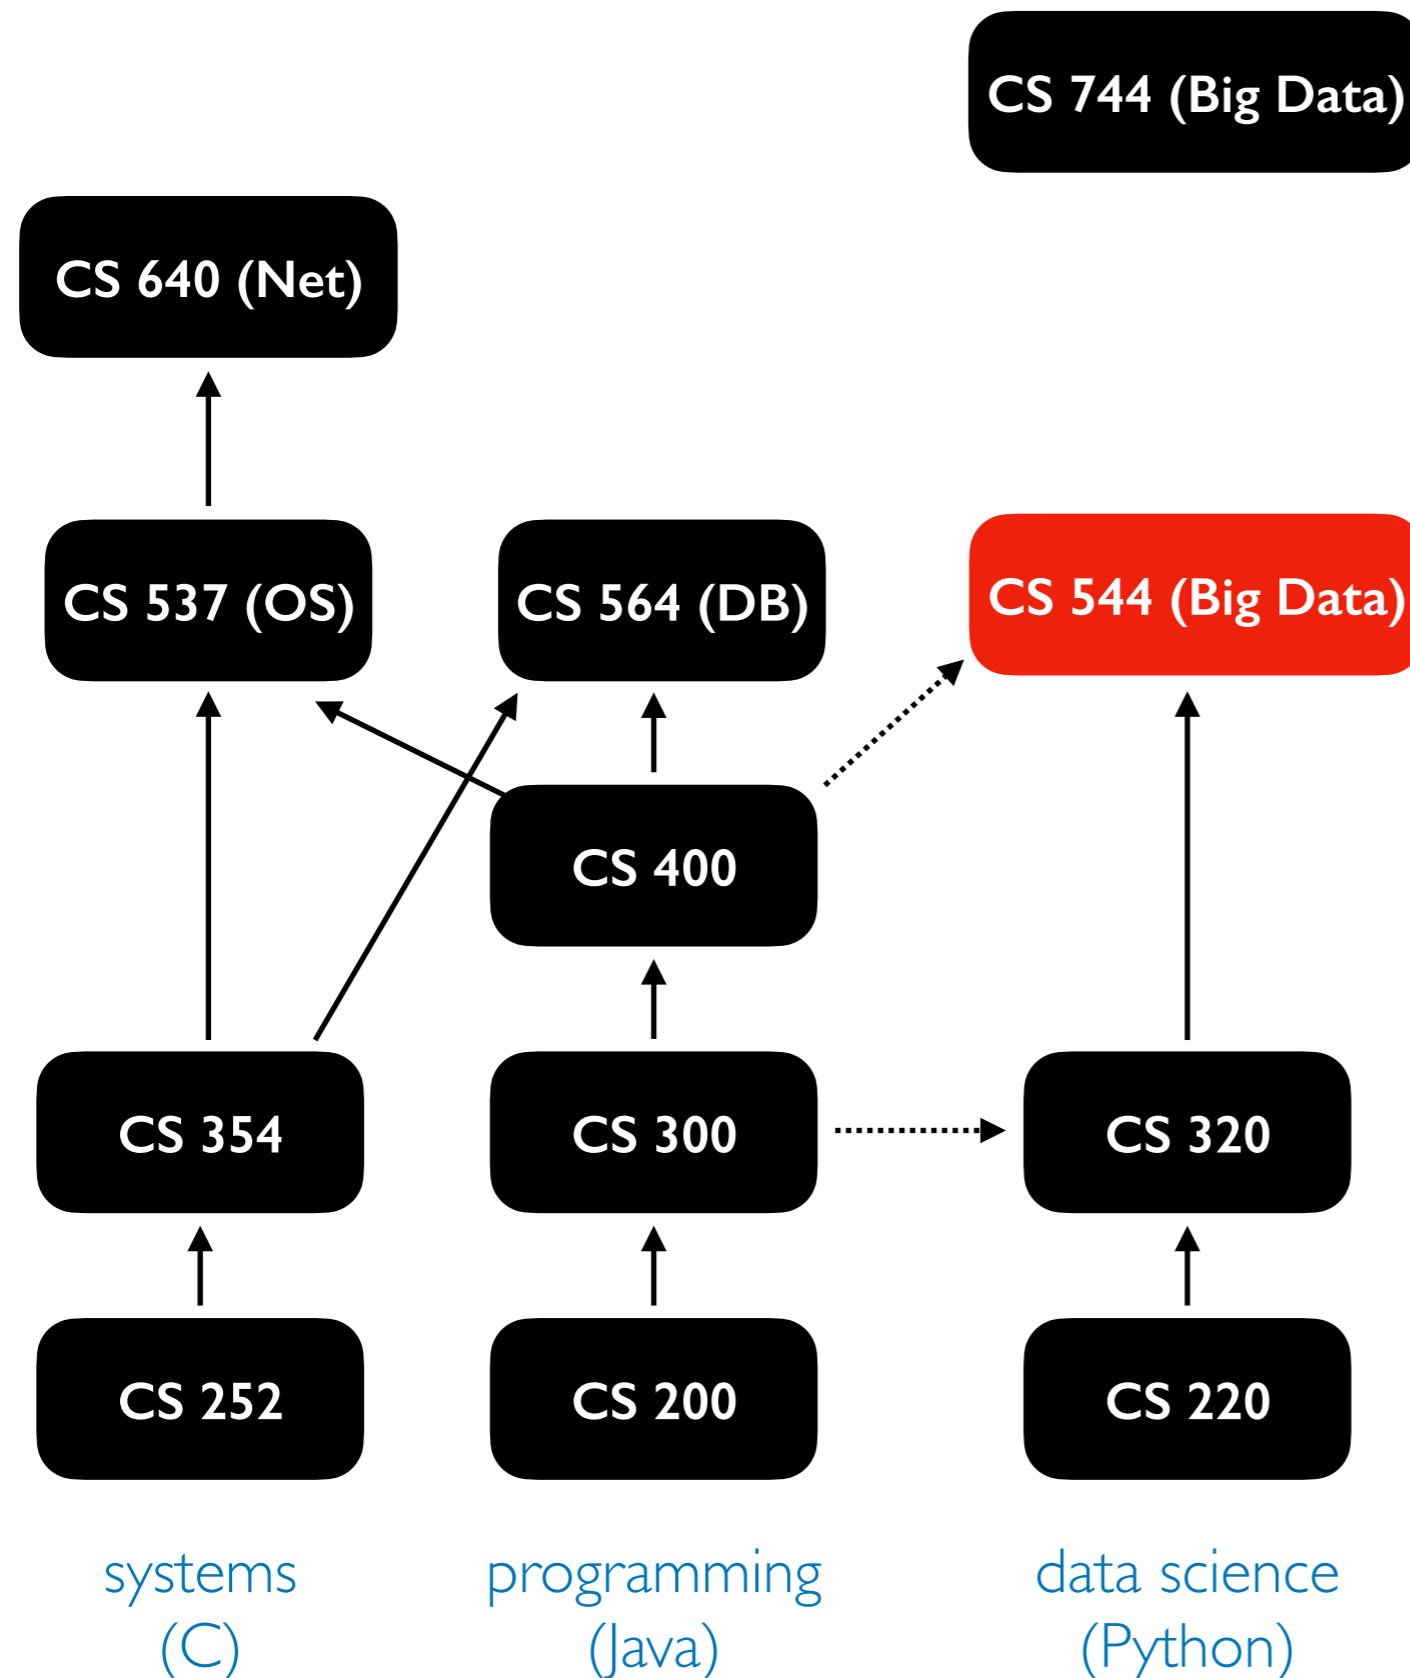 CS 744 (Big Data)
CS 640 (Net)
CS 537 (OS)
CS 564 (DB)
CS 544 (Big Data)
CS 400
CS 354
CS 300
CS 320
CS 252
CS 200
CS 220
systems
(C)
programming
(Java)
data science
(Python)